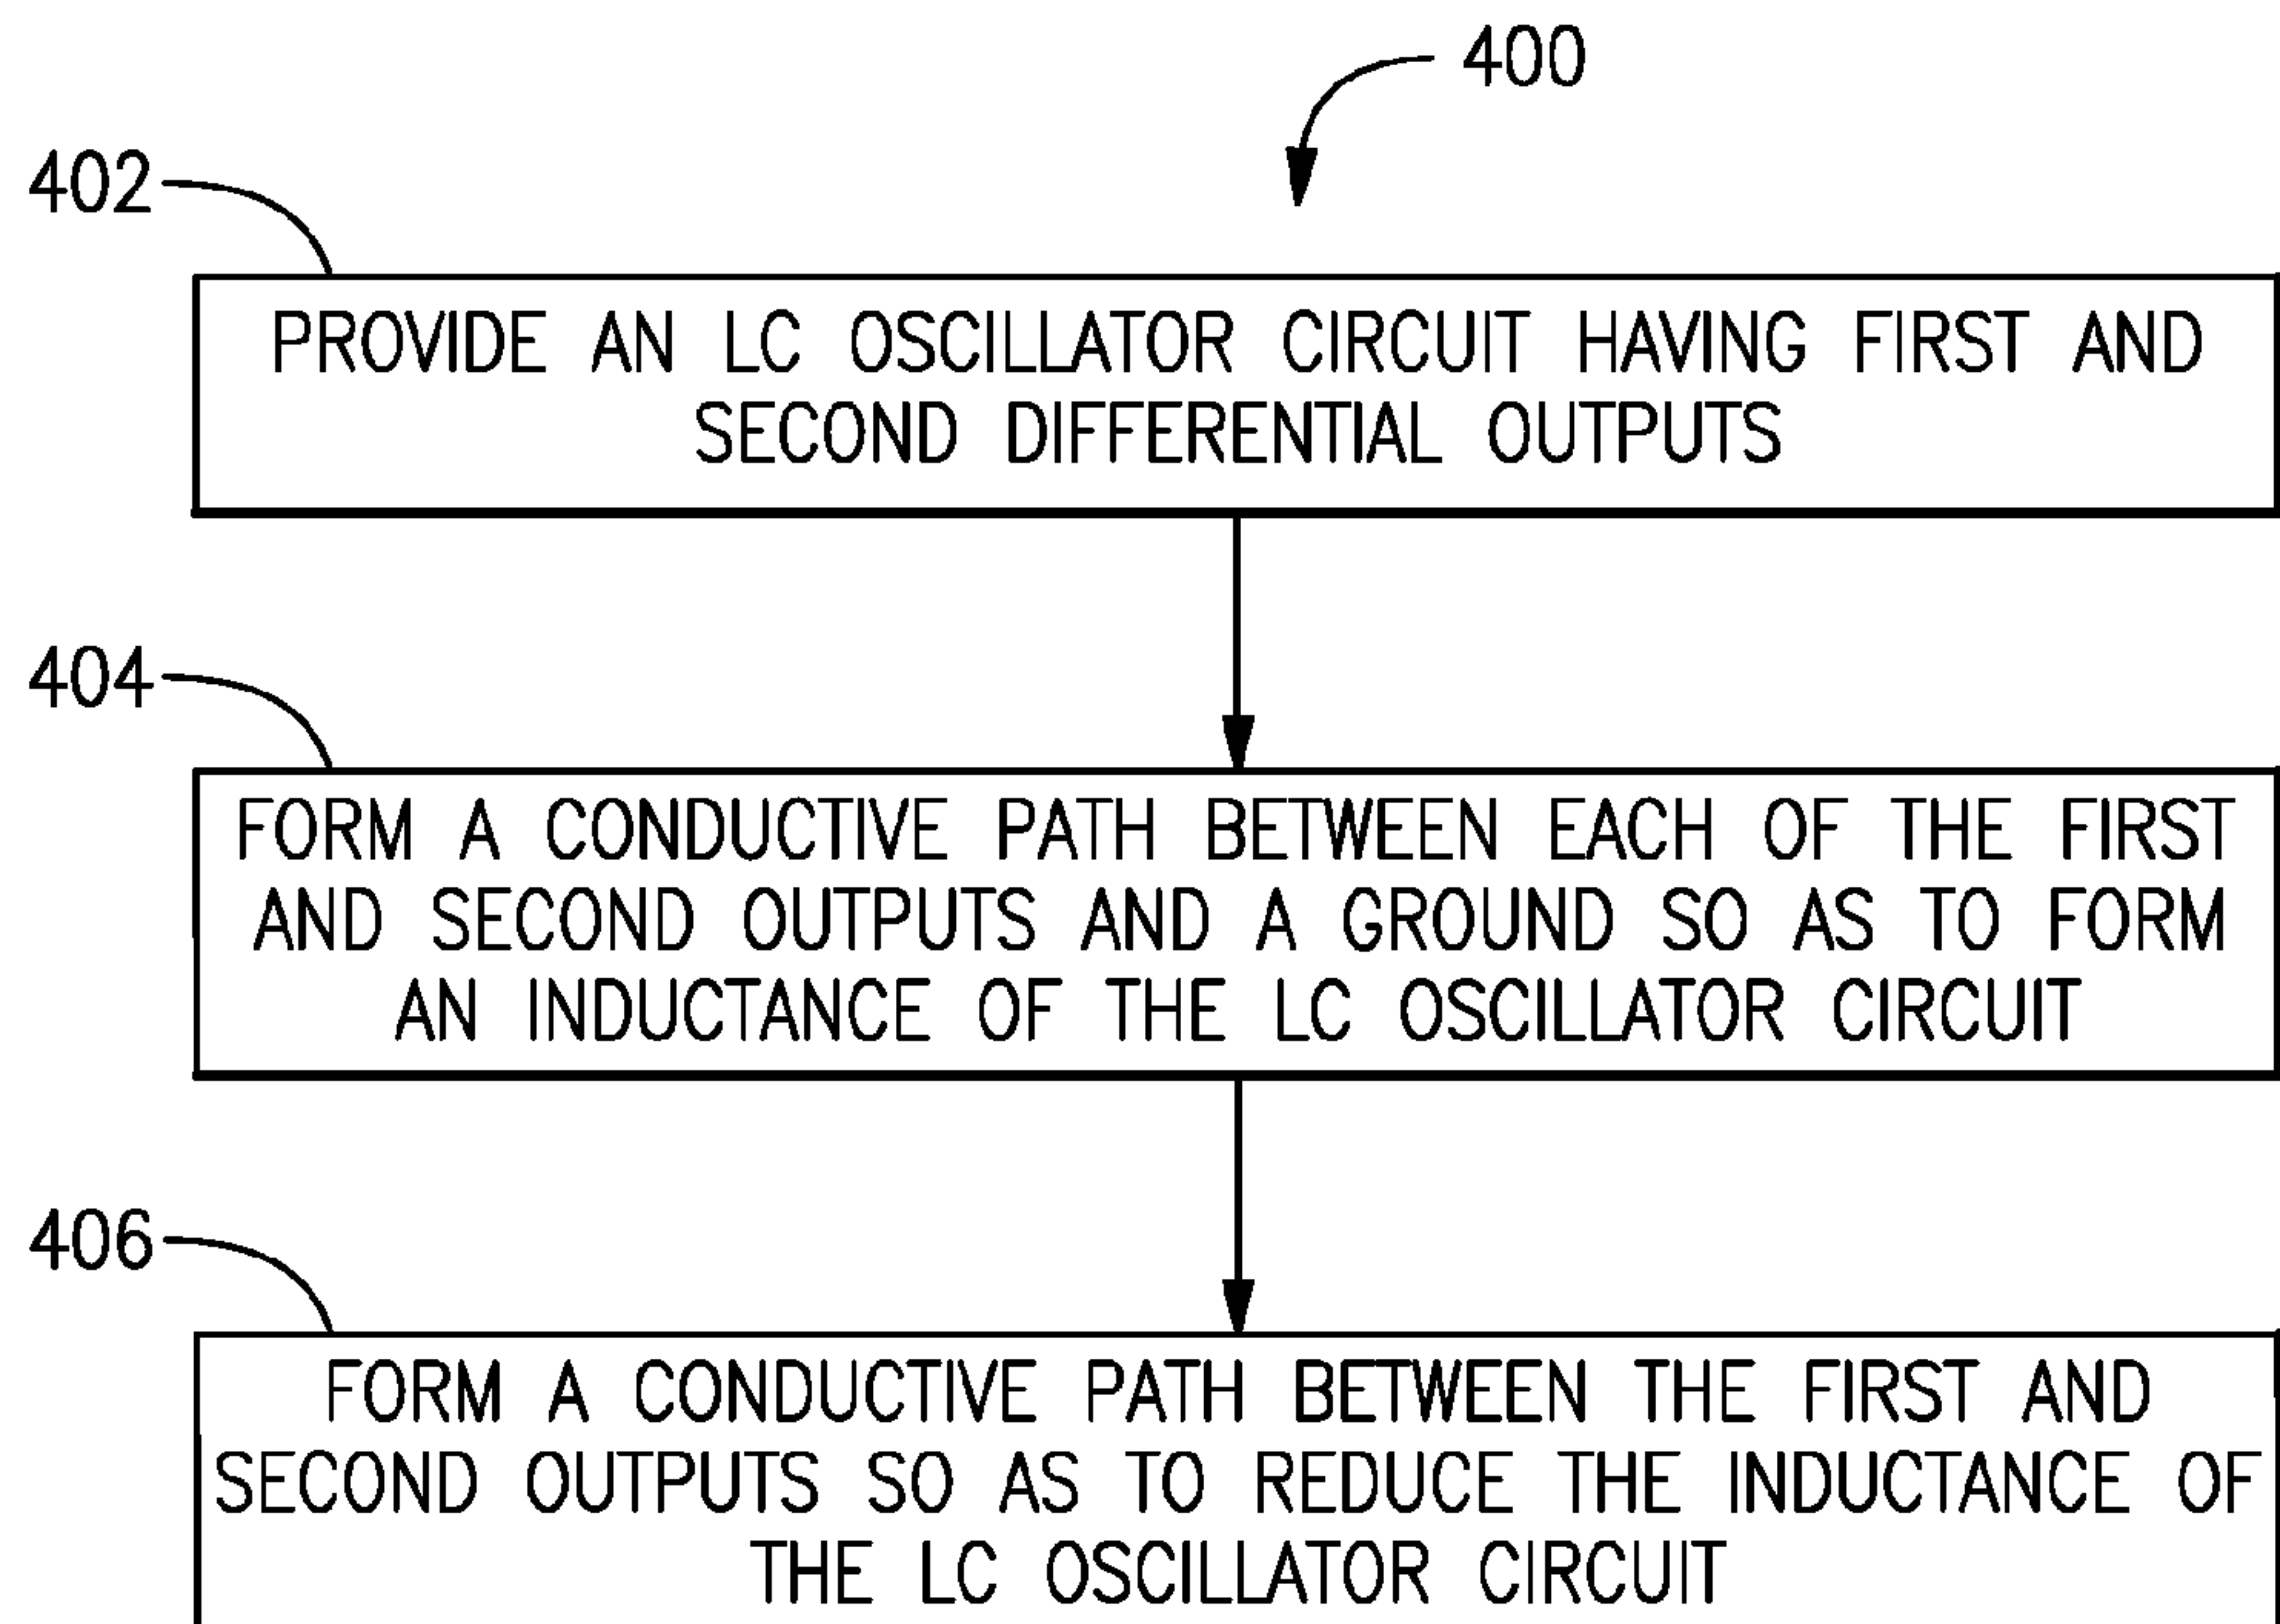 400
402
PROVIDE AN LC OSCILLATOR CIRCUIT HAVING FIRST AND
SECOND DIFFERENTIAL OUTPUTS
404
FORM A CONDUCTIVE PATH BETWEEN EACH OF THE FIRST
AND SECOND OUTPUTS AND A GROUND SO AS TO FORM
AN INDUCTANCE OF THE LC OSCILLATOR CIRCUIT
406
FORM A CONDUCTIVE PATH BETWEEN THE FIRST AND
SECOND OUTPUTS SO AS TO REDUCE THE INDUCTANCE OF
THE LC OSCILLATOR CIRCUIT